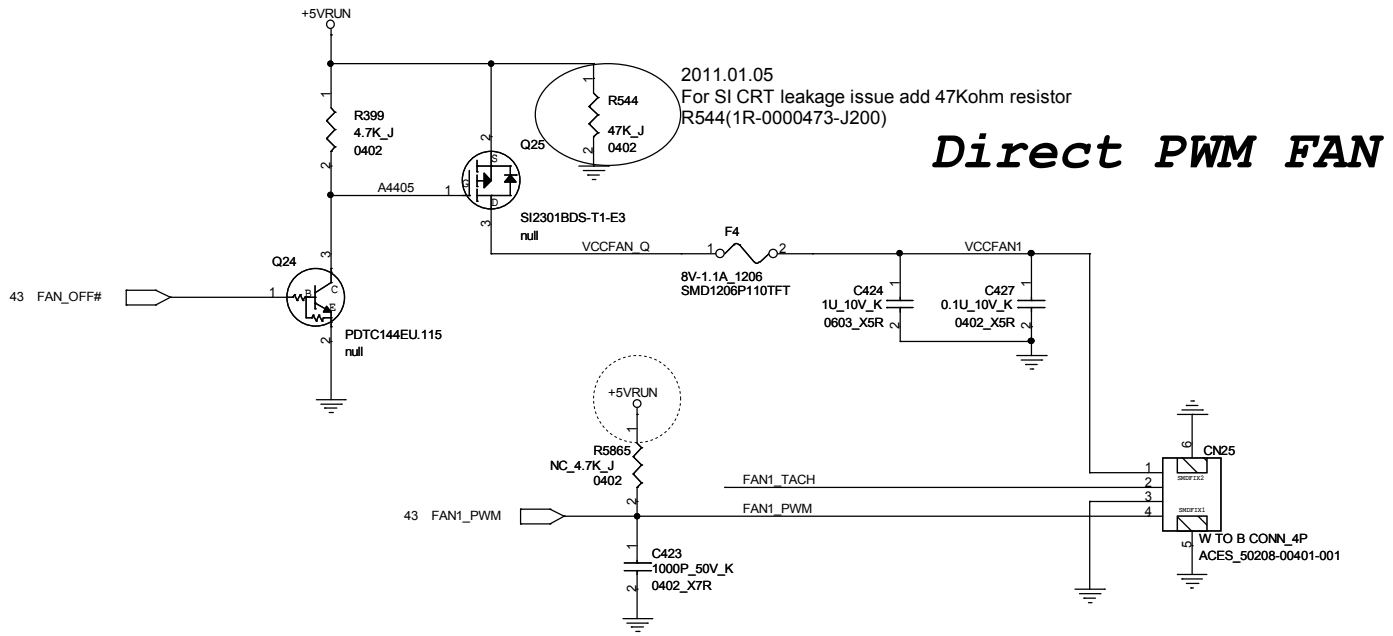 +5VRUN
1
R399
4.7K_J
0402
2
A4405
1
2
S
G
D
Q25
3
SI2301BDS-T1-E3
null
1
R544
47K_J
0402
2
2011.01.05
For SI CRT leakage issue add 47Kohm resistor
R544(1R-0000473-J200)
Direct PWM FAN
VCCFAN_Q
F4
1
2
8V-1.1A_1206
SMD1206P110TFT
VCCFAN1
1
C424
1U_10V_K
0603_X5R
2
1
C427
0.1U_10V_K
0402_X5R
2
43 FAN_OFF#
Q24
3
1
B
C
E
2
PDTC144EU.115
null
+5VRUN
1
R5865
NC_4.7K_J
0402
2
FAN1_TACH
43 FAN1_PWM
FAN1_PWM
1
C423
1000P_50V_K
0402_X7R
2
6
CN25
1
2
3
4
SMDFIX2
SMDFIX1
5
W TO B CONN_4P
ACES_50208-00401-001